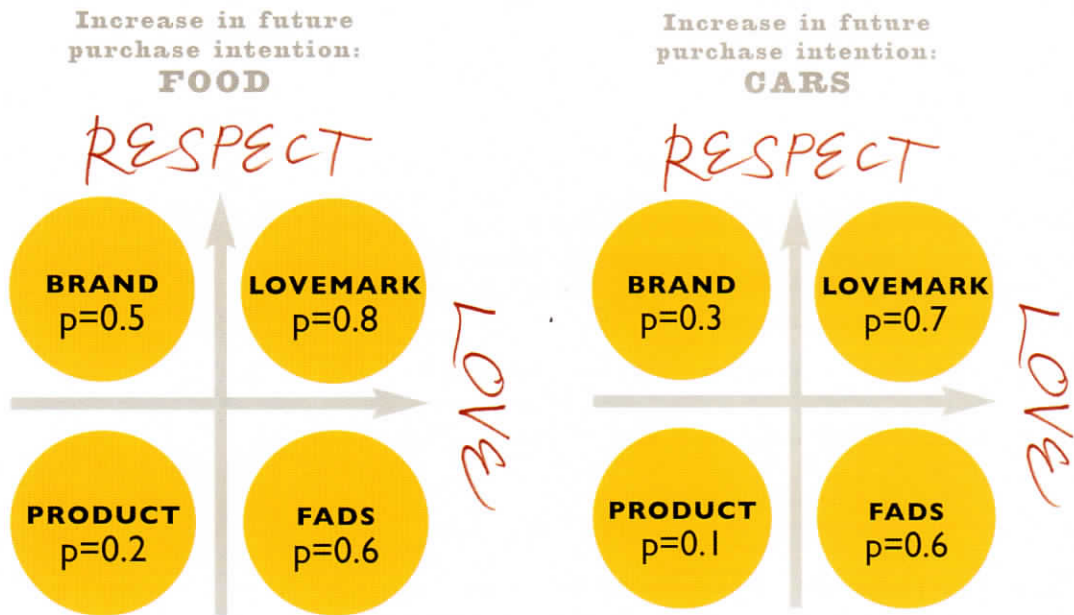 Increase in future
purchase intention:
FOOD
RESPECT
BRAND
p=0.5
LOVEMARK
p=0.8
LOVE
PRODUCT
p=0.2
FADS
p=0.6
Increase in future
purchase intention:
CARS
RESPECT
BRAND
p=0.3
LOVEMARK
p=0.7
LOVE
PRODUCT
p=0.1
FADS
p=0.6